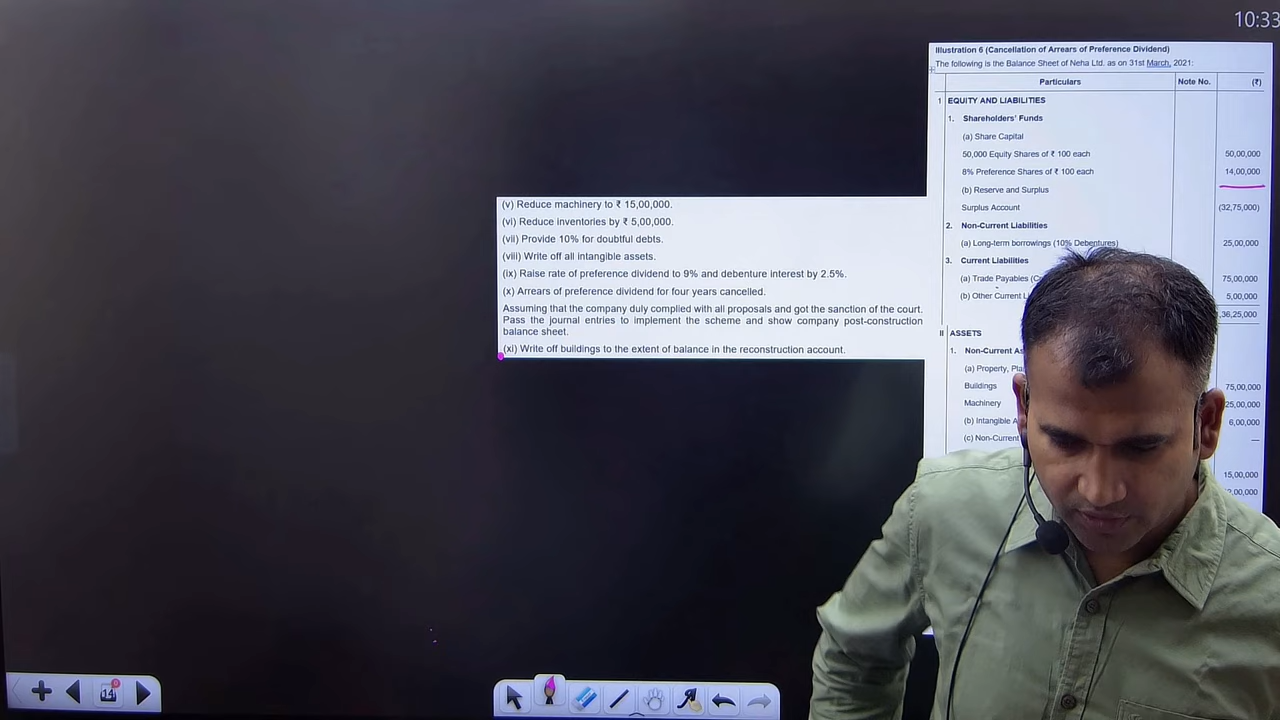 10:33
Illustration 6 (Cancellation of Arrears of Preference Dividend)
The following is the Balance Sheet of Neha Ltd. as on 31st March, 2021:
Particulars Note No. (₹)
1 EQUITY AND LIABILITIES
1. Shareholders' Funds
(a) Share Capital
50,000 Equity Shares of ₹ 100 each 50,00,000
8% Preference Shares of ₹ 100 each 14,00,000
(b) Reserve and Surplus
Surplus Account (32,75,000)
2. Non-Current Liabilities
(a) Long-term borrowings (10% Debentures) 25,00,000
3. Current Liabilities
(a) Trade Payables 75,00,000
(b) Other Current 5,00,000
,36,25,000
II ASSETS
1. Non-Current
(a) Property,
Buildings 75,00,000
Machinery 25,00,000
(b) Intangible 6,00,000
(c) Non-Current —
15,00,000
2,00,000
(v) Reduce machinery to ₹ 15,00,000.
(vi) Reduce inventories by ₹ 5,00,000.
(vii) Provide 10% for doubtful debts.
(viii) Write off all intangible assets.
(ix) Raise rate of preference dividend to 9% and debenture interest by 2.5%.
(x) Arrears of preference dividend for four years cancelled.
Assuming that the company duly complied with all proposals and got the sanction of the court.
Pass the journal entries to implement the scheme and show company post-construction
balance sheet.
(xi) Write off buildings to the extent of balance in the reconstruction account.
14